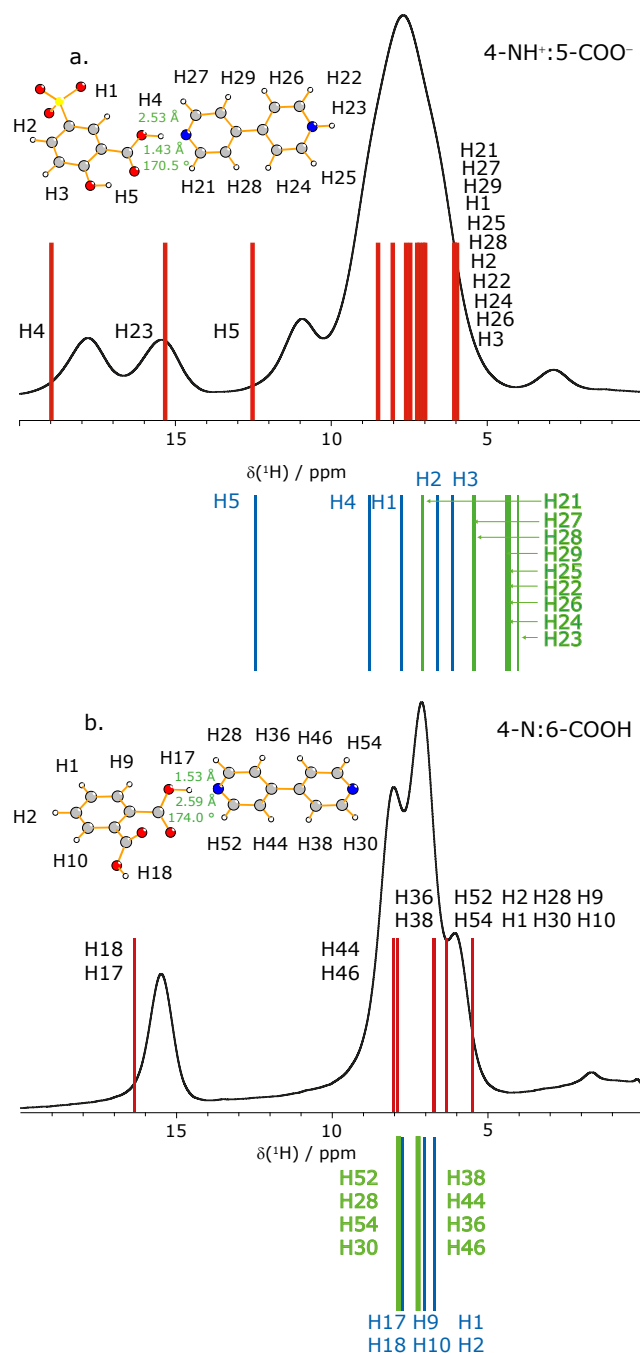 a.
4-NH⁺:5-COO⁻
H1
H27 H29 H26 H22
H4
2.53 Å
H23
H2
1.43 Å
170.5 °
H3 H5
H21 H28 H24 H25
H21
H27
H29
H1
H25
H28
H2
H22
H24
H26
H3
H4 H23 H5
15 10 5
δ(¹H) / ppm
H2 H3
H5 H4 H1
H21
H27
H28
H29
H25
H22
H26
H24
H23
b.
4-N:6-COOH
H28 H36 H46 H54
H1 H9 H17
1.53 Å
2.59 Å
174.0 °
H2
H10 H18
H52 H44 H38 H30
H36 H52 H2 H28 H9
H38 H54 H1 H30 H10
H18 H44
H17 H46
15 10 5
δ(¹H) / ppm
H52 H38
H28 H44
H54 H36
H30 H46
H17 H9 H1
H18 H10 H2